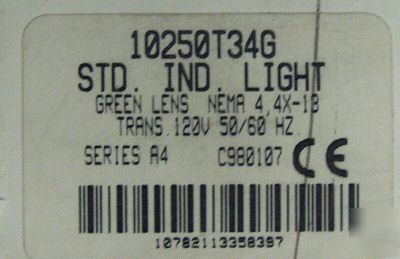 10250T34G
STD. IND. LIGHT
GREEN LENS NEMA 4,4X-13
TRANS. 120V 50/60 HZ.
SERIES A4 C980107 CE
10782113358397